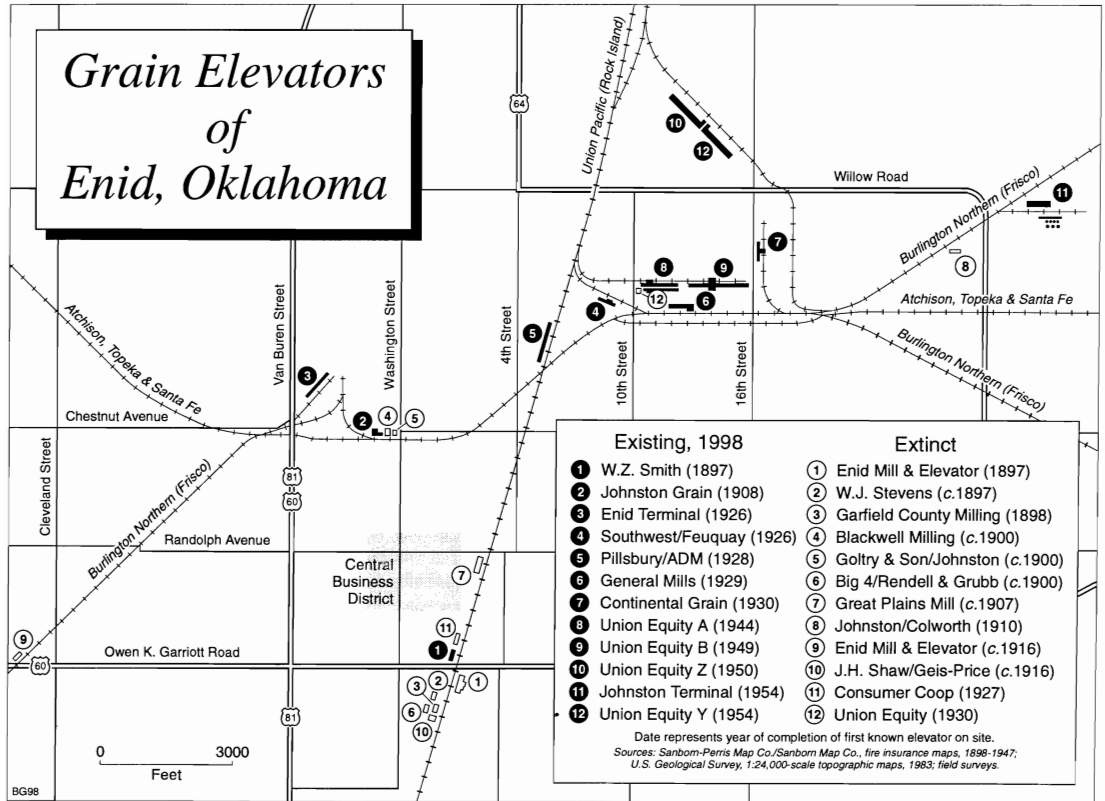 Grain Elevators
of
Enid, Oklahoma
64
Union Pacific (Rock Island)
10
12
Willow Road
11
Burlington Northern (Frisco)
8
7
8
9
12
6
4
Atchison, Topeka & Santa Fe
Burlington Northern (Frisco)
5
4th Street
10th Street
16th Street
Atchison, Topeka & Santa Fe
Van Buren Street
Washington Street
3
Chestnut Avenue
2
4
5
Cleveland Street
Burlington Northern (Frisco)
81
60
Randolph Avenue
Central
Business
District
7
11
1
9
60
Owen K. Garriott Road
3
2
1
6
10
81
0 3000
Feet
BG98
Existing, 1998
1 W.Z. Smith (1897)
2 Johnston Grain (1908)
3 Enid Terminal (1926)
4 Southwest/Feuquay (1926)
5 Pillsbury/ADM (1928)
6 General Mills (1929)
7 Continental Grain (1930)
8 Union Equity A (1944)
9 Union Equity B (1949)
10 Union Equity Z (1950)
11 Johnston Terminal (1954)
12 Union Equity Y (1954)
Extinct
1 Enid Mill & Elevator (1897)
2 W.J. Stevens (c.1897)
3 Garfield County Milling (1898)
4 Blackwell Milling (c.1900)
5 Goltry & Son/Johnston (c.1900)
6 Big 4/Rendell & Grubb (c.1900)
7 Great Plains Mill (c.1907)
8 Johnston/Colworth (1910)
9 Enid Mill & Elevator (c.1916)
10 J.H. Shaw/Geis-Price (c.1916)
11 Consumer Coop (1927)
12 Union Equity (1930)
Date represents year of completion of first known elevator on site.
Sources: Sanborn-Perris Map Co./Sanborn Map Co., fire insurance maps, 1898-1947;
U.S. Geological Survey, 1:24,000-scale topographic maps, 1983; field surveys.